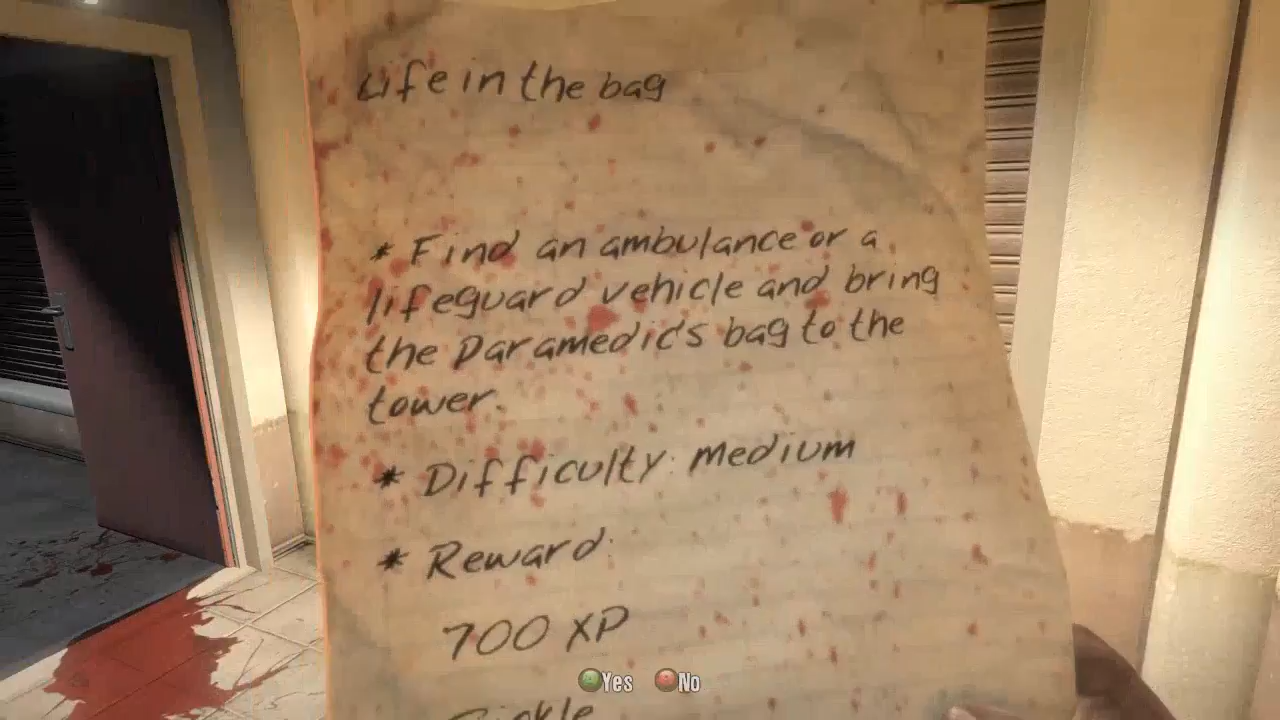 Life in the bag
* Find an ambulance or a
lifeguard vehicle and bring
the Paramedic's bag to the
tower.
* Difficulty: medium
* Reward:
700 XP
Sickle
Yes No